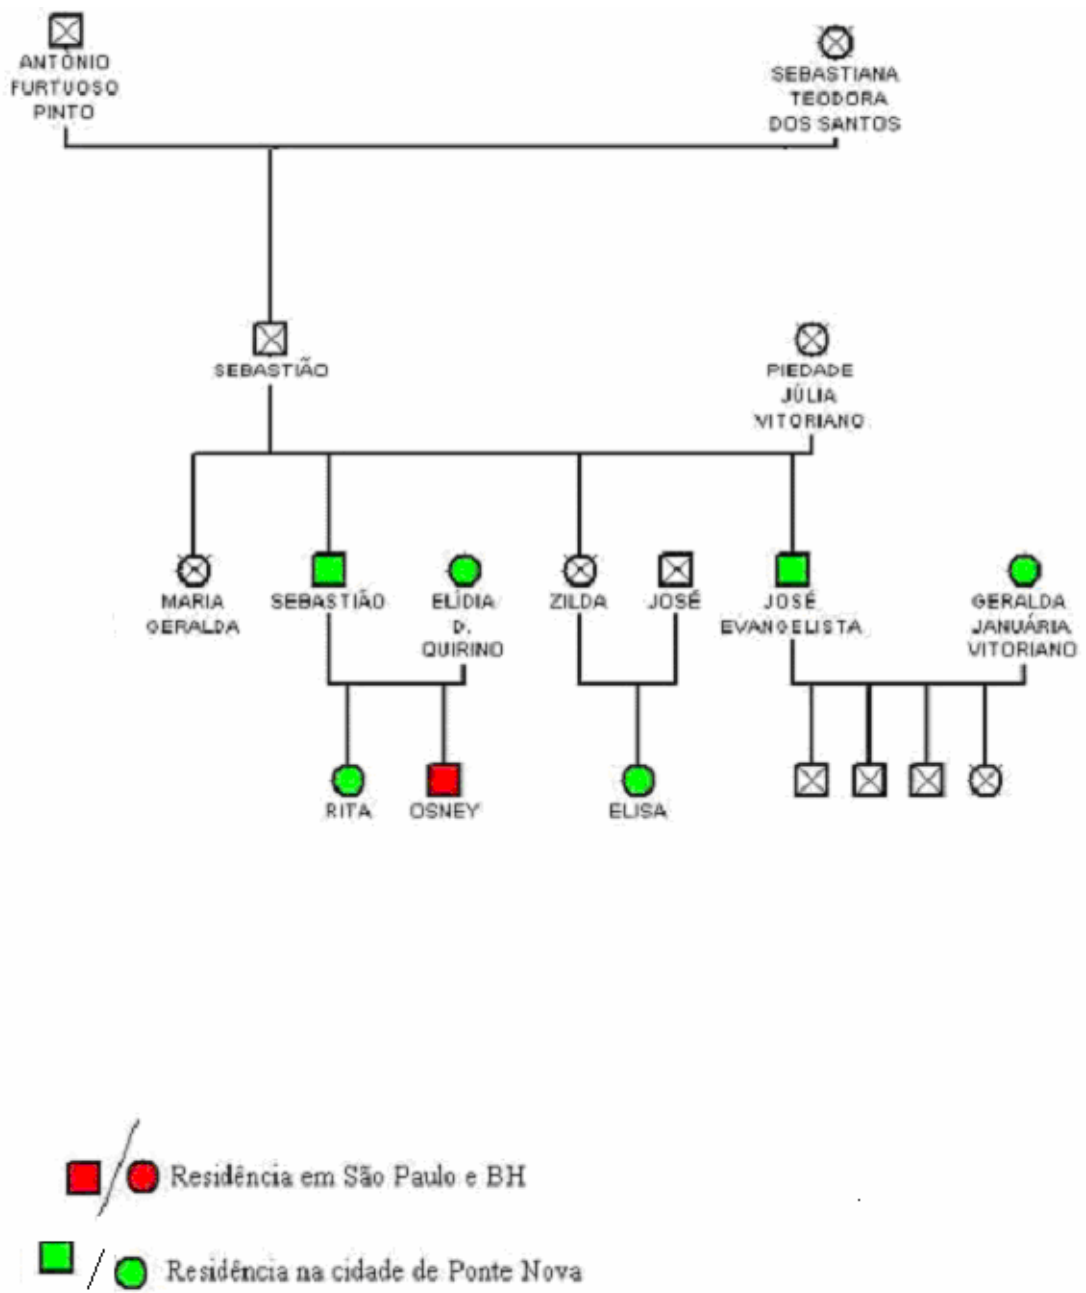 ANTÔNIO
FURTUOSO
PINTO
SEBASTIANA
TEODORA
DOS SANTOS
SEBASTIÃO
PIEDADE
JÚLIA
VITORIANO
MARIA
GERALDA
SEBASTIÃO
ELÍDIA
D.
QUIRINO
ZILDA
JOSÉ
JOSÉ
EVANGELISTA
GERALDA
JANUÁRIA
VITORIANO
RITA
OSNEY
ELISA
Residência em São Paulo e BH
Residência na cidade de Ponte Nova